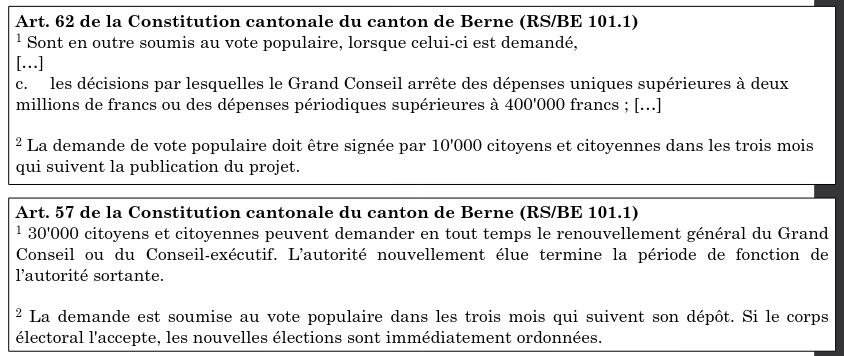 Art. 62 de la Constitution cantonale du canton de Berne (RS/BE 101.1)
¹ Sont en outre soumis au vote populaire, lorsque celui-ci est demandé,
[…]
c. les décisions par lesquelles le Grand Conseil arrête des dépenses uniques supérieures à deux
millions de francs ou des dépenses périodiques supérieures à 400'000 francs ; […]
² La demande de vote populaire doit être signée par 10'000 citoyens et citoyennes dans les trois mois
qui suivent la publication du projet.
Art. 57 de la Constitution cantonale du canton de Berne (RS/BE 101.1)
¹ 30'000 citoyens et citoyennes peuvent demander en tout temps le renouvellement général du Grand
Conseil ou du Conseil-exécutif. L’autorité nouvellement élue termine la période de fonction de
l’autorité sortante.
² La demande est soumise au vote populaire dans les trois mois qui suivent son dépôt. Si le corps
électoral l'accepte, les nouvelles élections sont immédiatement ordonnées.